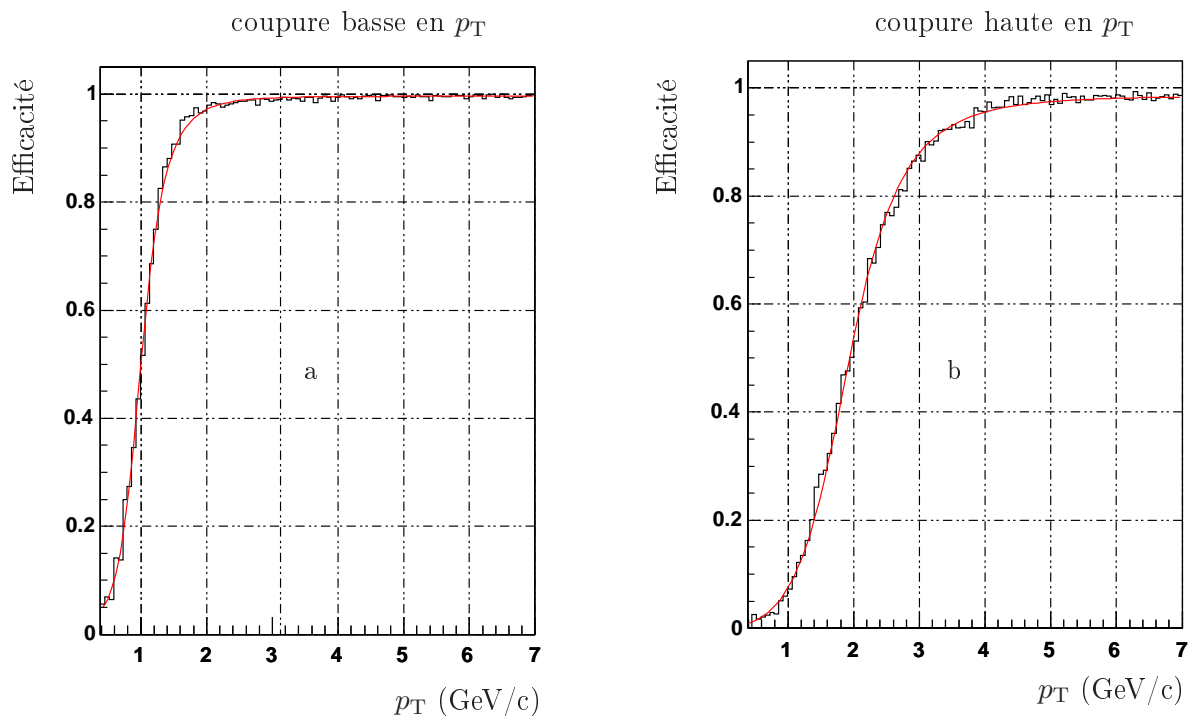 coupure basse en pT
Efficacité
1
0.8
0.6
0.4
0.2
0
1 2 3 4 5 6 7
a
pT (GeV/c)
coupure haute en pT
Efficacité
1
0.8
0.6
0.4
0.2
0
1 2 3 4 5 6 7
b
pT (GeV/c)